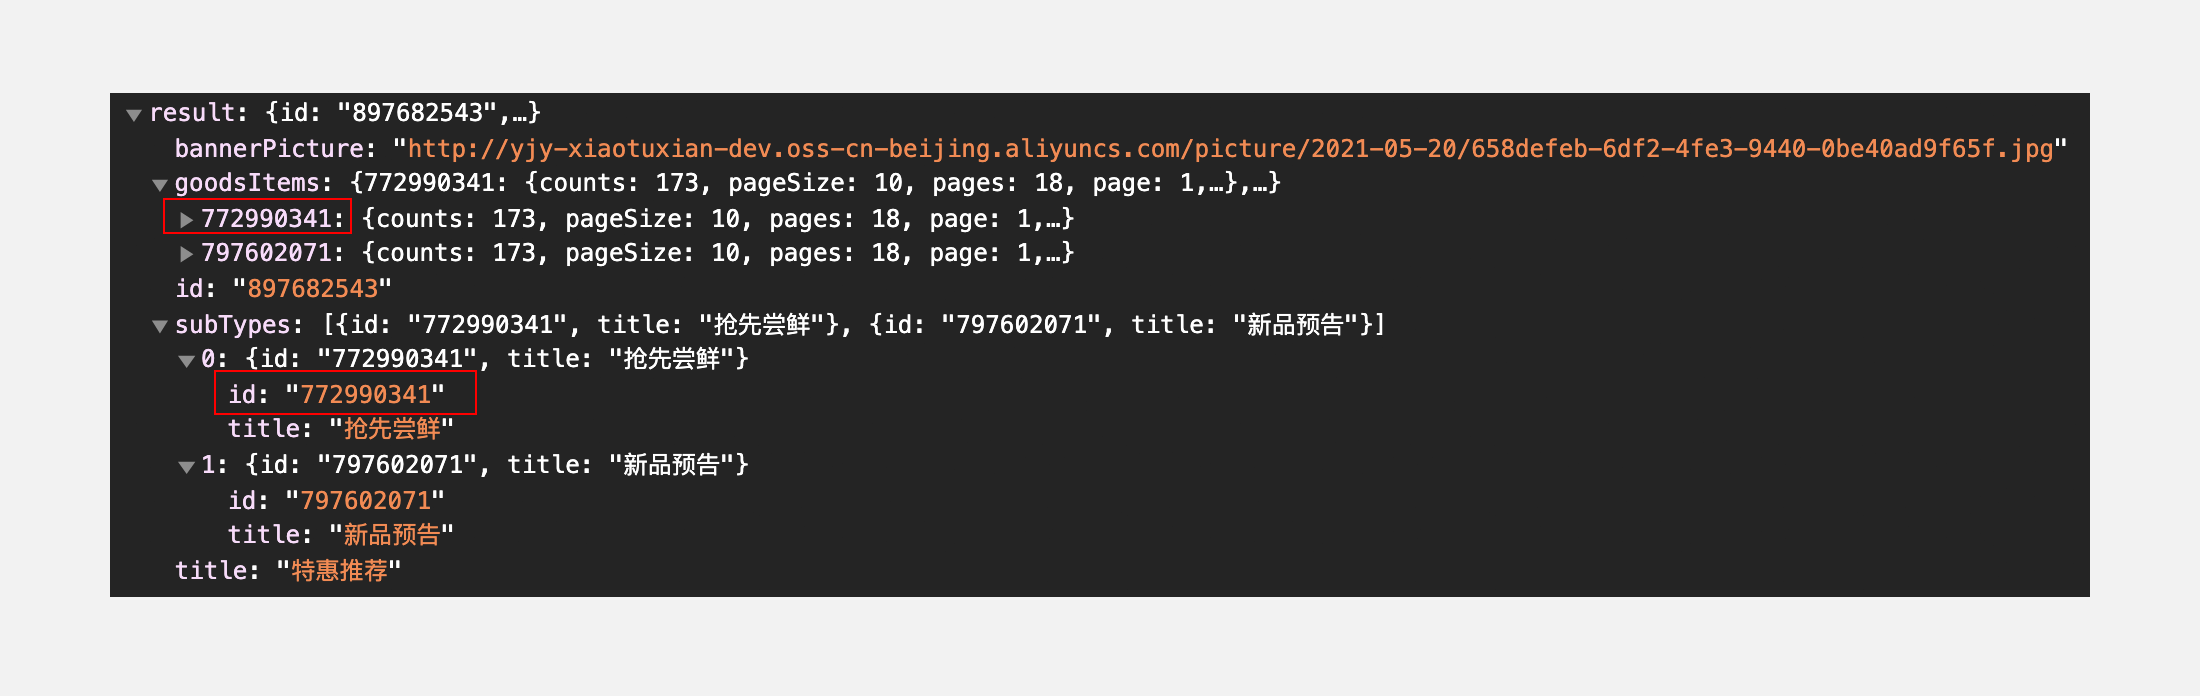 result: {id: "897682543",…}
bannerPicture: "http://yjy-xiaotuxian-dev.oss-cn-beijing.aliyuncs.com/picture/2021-05-20/658defeb-6df2-4fe3-9440-0be40ad9f65f.jpg"
goodsItems: {772990341: {counts: 173, pageSize: 10, pages: 18, page: 1,…},…}
772990341: {counts: 173, pageSize: 10, pages: 18, page: 1,…}
797602071: {counts: 173, pageSize: 10, pages: 18, page: 1,…}
id: "897682543"
subTypes: [{id: "772990341", title: "抢先尝鲜"}, {id: "797602071", title: "新品预告"}]
0: {id: "772990341", title: "抢先尝鲜"}
id: "772990341"
title: "抢先尝鲜"
1: {id: "797602071", title: "新品预告"}
id: "797602071"
title: "新品预告"
title: "特惠推荐"